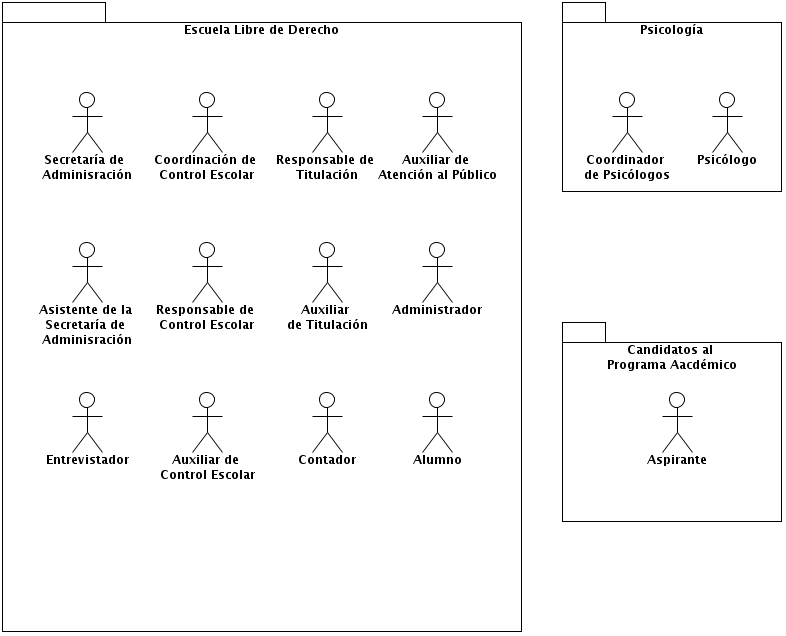 Escuela Libre de Derecho
Secretaría de
Adminisración
Coordinación de
Control Escolar
Responsable de
Titulación
Auxiliar de
Atención al Público
Asistente de la
Secretaría de
Adminisración
Responsable de
Control Escolar
Auxiliar
de Titulación
Administrador
Entrevistador
Auxiliar de
Control Escolar
Contador
Alumno
Psicología
Coordinador
de Psicólogos
Psicólogo
Candidatos al
Programa Aacdémico
Aspirante